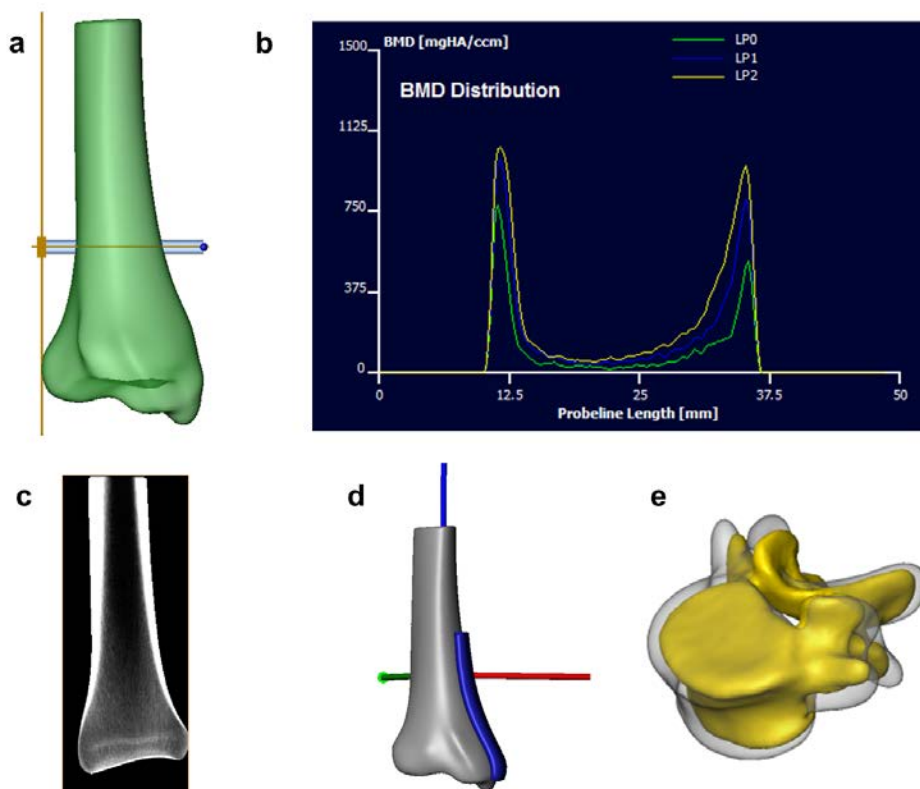 a
b
BMD [mgHA/ccm]
LP0
LP1
LP2
BMD Distribution
1500
1125
750
375
0
0 12.5 25 37.5 50
Probeline Length [mm]
c
d
e